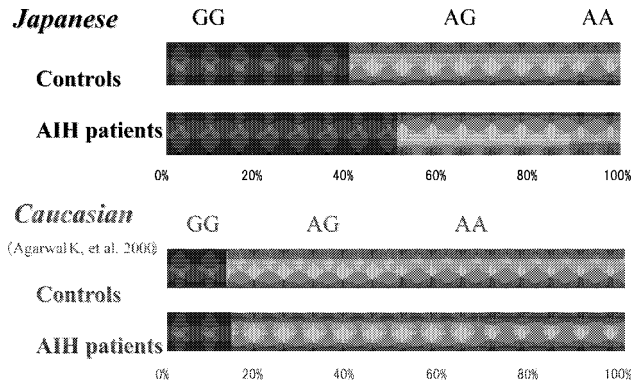 Japanese GG AG AA
Controls
AIH patients
0% 20% 40% 60% 80% 100%
Caucasian GG AG AA
(Agarwal K, et al. 2000)
Controls
AIH patients
0% 20% 40% 60% 80% 100%